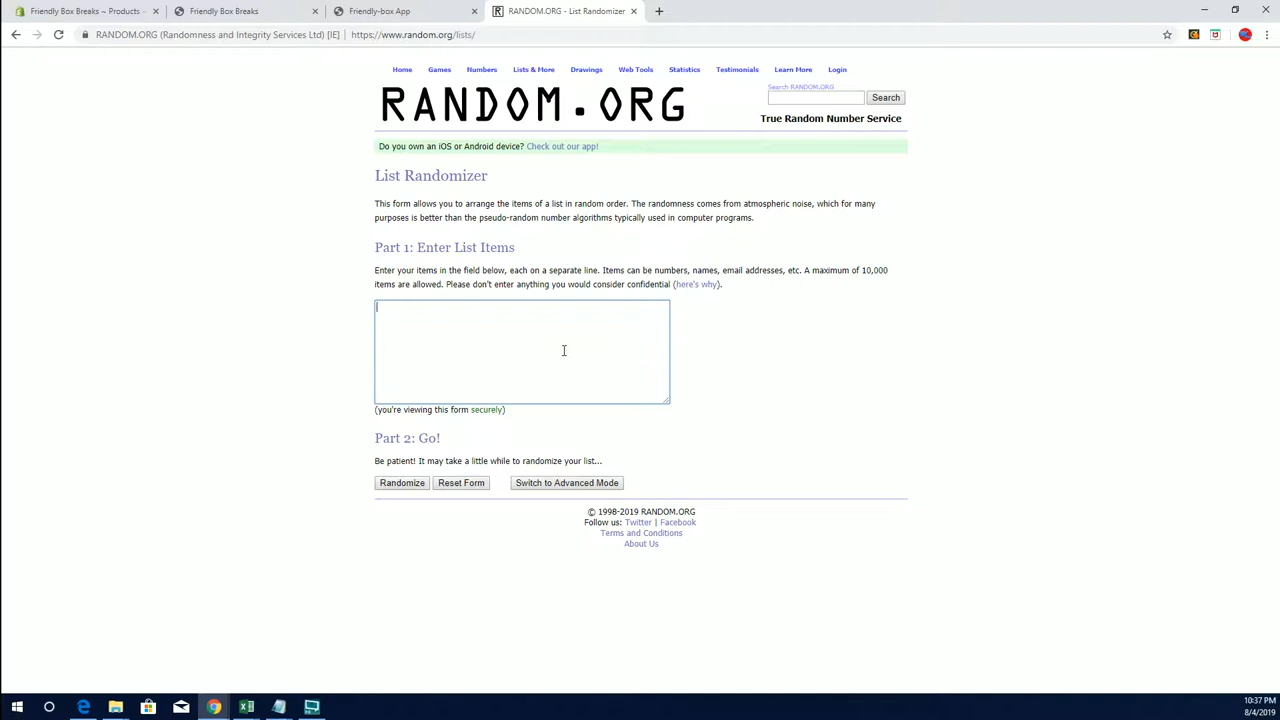 Friendly Box Breaks ~ Products ~
Friendly Box Breaks
Friendly-box App
RANDOM.ORG - List Randomizer
RANDOM.ORG (Randomness and Integrity Services Ltd) [IE] | https://www.random.org/lists/
Home Games Numbers Lists & More Drawings Web Tools Statistics Testimonials Learn More Login
RANDOM.ORG
Search RANDOM.ORG
Search
True Random Number Service
Do you own an iOS or Android device? Check out our app!
List Randomizer
This form allows you to arrange the items of a list in random order. The randomness comes from atmospheric noise, which for many
purposes is better than the pseudo-random number algorithms typically used in computer programs.
Part 1: Enter List Items
Enter your items in the field below, each on a separate line. Items can be numbers, names, email addresses, etc. A maximum of 10,000
items are allowed. Please don't enter anything you would consider confidential (here's why).
(you're viewing this form securely)
Part 2: Go!
Be patient! It may take a little while to randomize your list...
Randomize Reset Form Switch to Advanced Mode
© 1998-2019 RANDOM.ORG
Follow us: Twitter | Facebook
Terms and Conditions
About Us
10:37 PM
8/4/2019